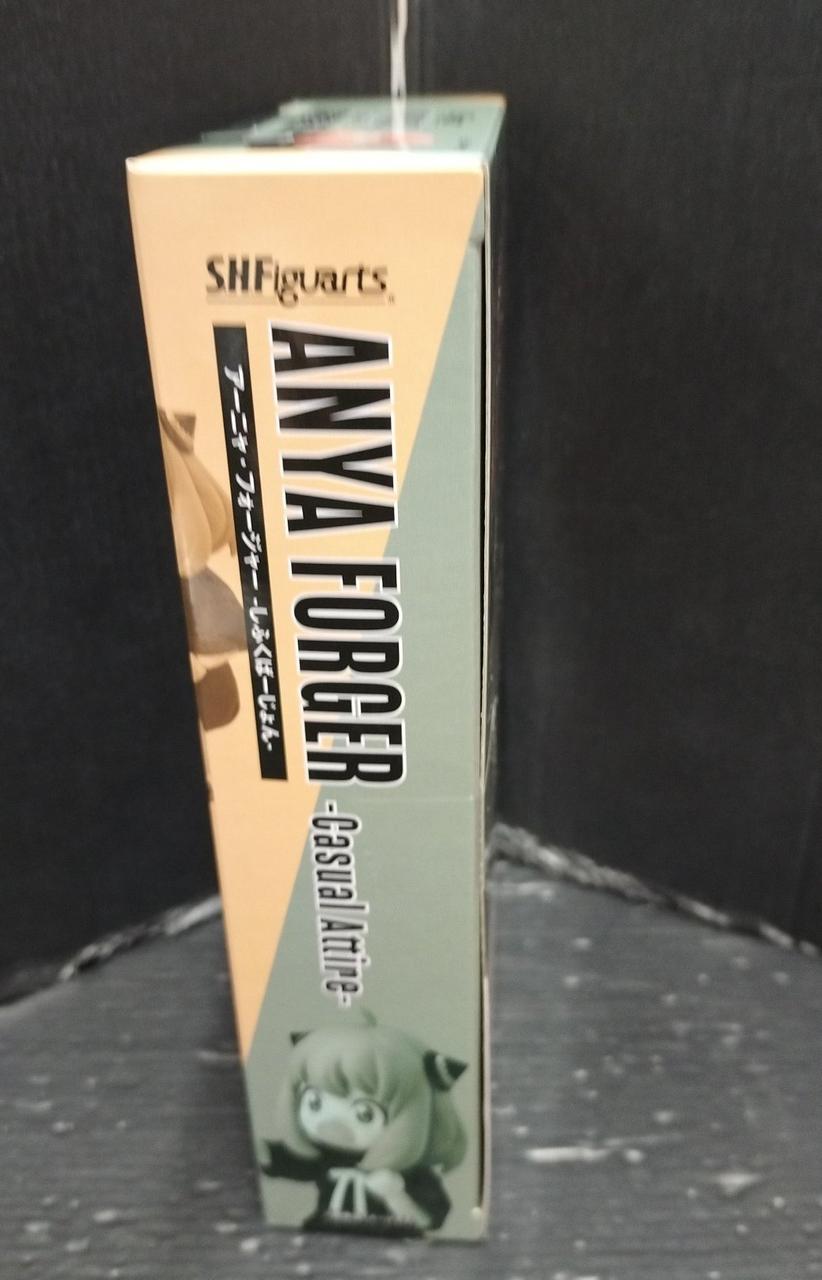 S.H.Figuarts
ANYA FORGER
-Casual Attire-
アーニャ・フォージャー -しふくばーじょん-